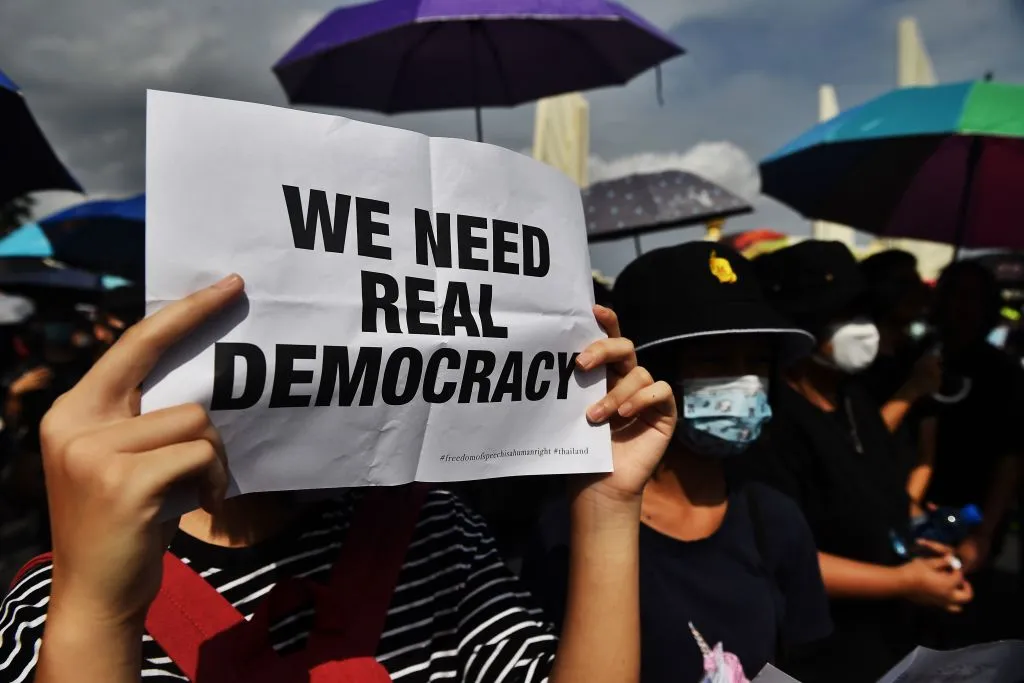 WE NEED
REAL
DEMOCRACY
#freedomofspeechisahumanright #thailand